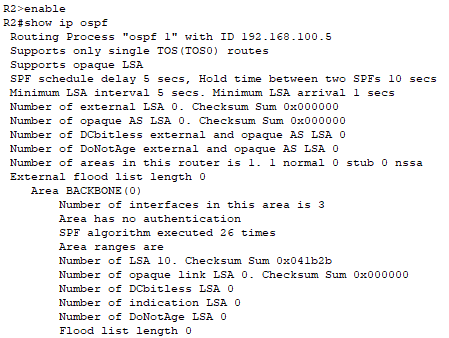 R2>enable
R2#show ip ospf
Routing Process "ospf 1" with ID 192.168.100.5
Supports only single TOS(TOS0) routes
Supports opaque LSA
SPF schedule delay 5 secs, Hold time between two SPFs 10 secs
Minimum LSA interval 5 secs. Minimum LSA arrival 1 secs
Number of external LSA 0. Checksum Sum 0x000000
Number of opaque AS LSA 0. Checksum Sum 0x000000
Number of DCbitless external and opaque AS LSA 0
Number of DoNotAge external and opaque AS LSA 0
Number of areas in this router is 1. 1 normal 0 stub 0 nssa
External flood list length 0
Area BACKBONE(0)
Number of interfaces in this area is 3
Area has no authentication
SPF algorithm executed 26 times
Area ranges are
Number of LSA 10. Checksum Sum 0x041b2b
Number of opaque link LSA 0. Checksum Sum 0x000000
Number of DCbitless LSA 0
Number of indication LSA 0
Number of DoNotAge LSA 0
Flood list length 0